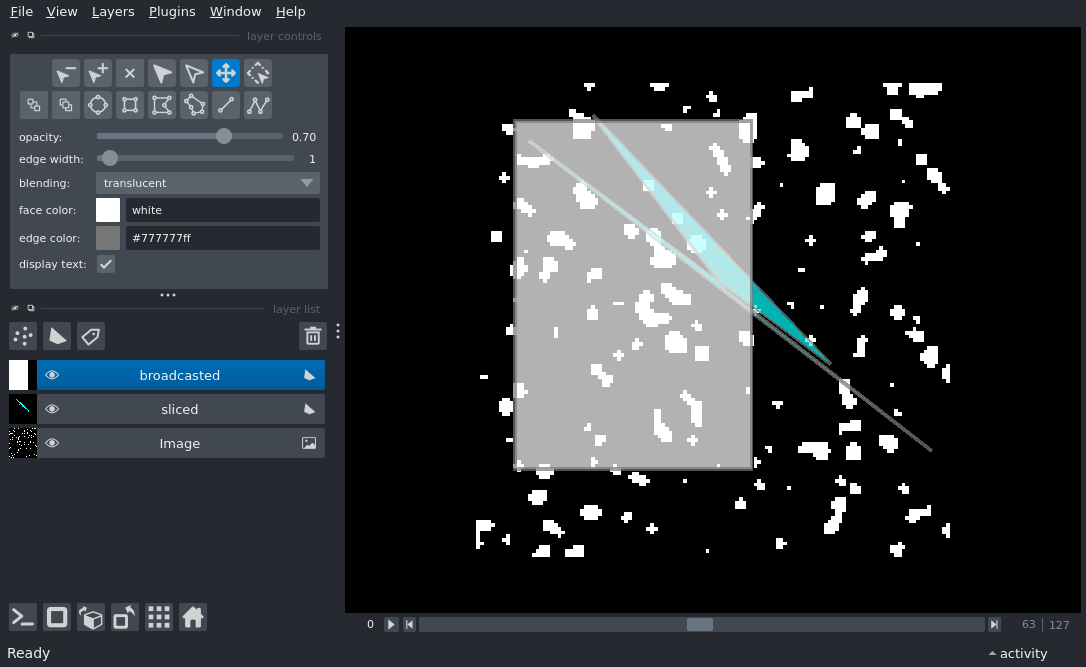 File View Layers Plugins Window Help
layer controls
opacity: 0.70
edge width: 1
blending: translucent
face color: white
edge color: #777777ff
display text:
layer list
broadcasted
sliced
Image
0 63 127
Ready activity